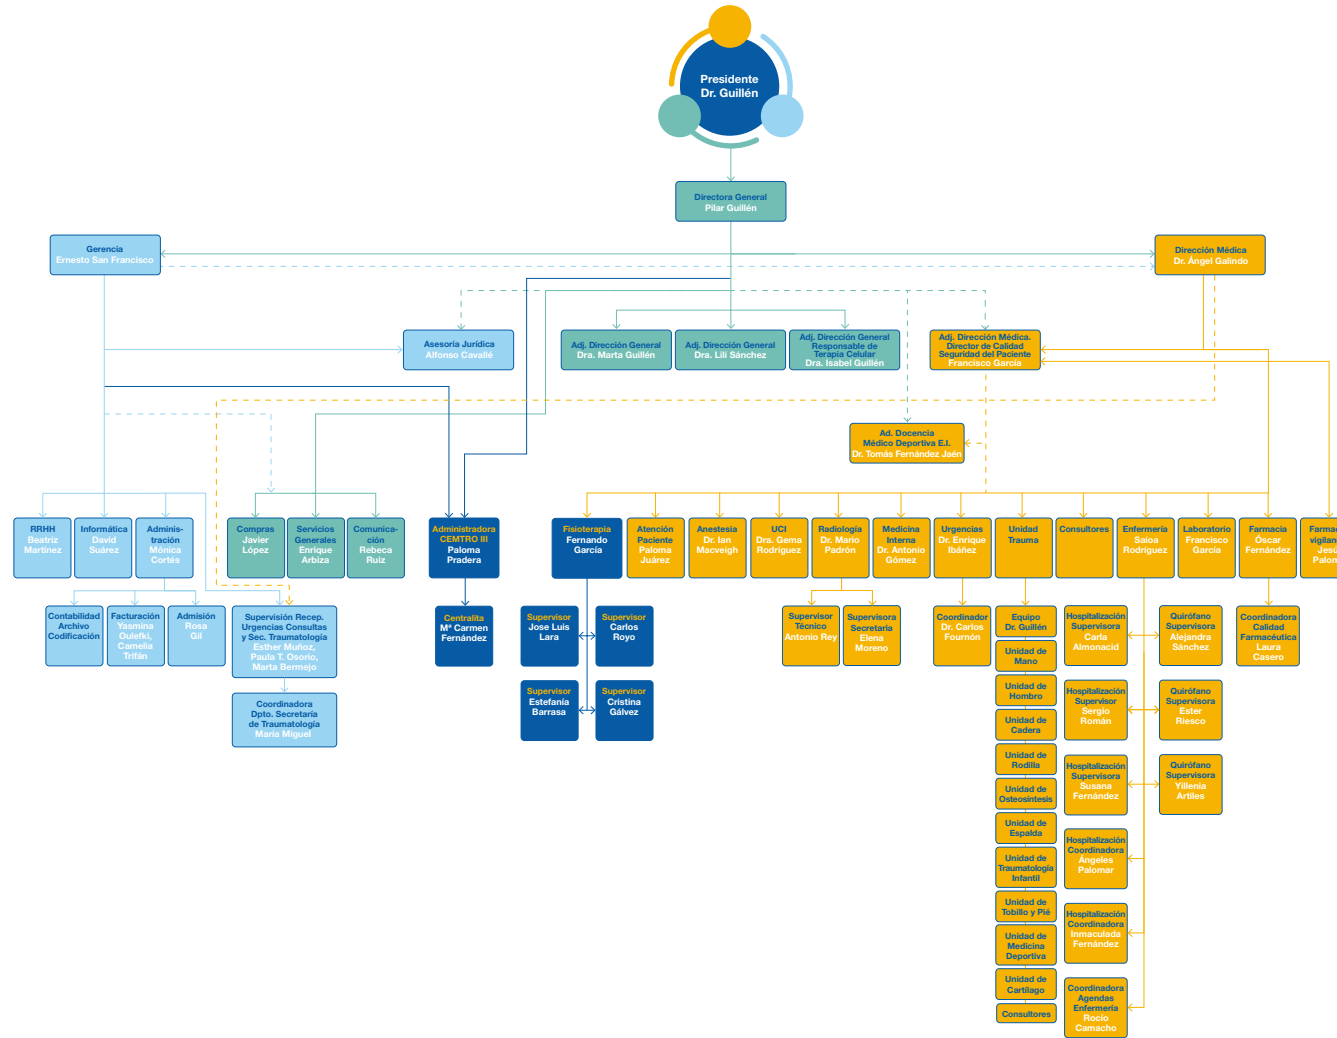 Presidente
Dr. Guillén
Directora General
Pilar Guillén
Gerencia
Ernesto San Francisco
Dirección Médica
Dr. Ángel Galindo
Asesoría Jurídica
Alfonso Cavallé
Adj. Dirección General
Dra. Marta Guillén
Adj. Dirección General
Dra. Lili Sánchez
Adj. Dirección General
Responsable de
Terapia Celular
Dra. Isabel Guillén
Adj. Dirección Médica.
Director de Calidad
Seguridad del Paciente
Francisco García
Ad. Docencia
Médico Deportiva E.I.
Dr. Tomás Fernández Jaén
RRHH
Beatriz
Martínez
Informática
David
Suárez
Adminis-
tración
Mónica
Cortés
Compras
Javier
López
Servicios
Generales
Enrique
Arbiza
Comunica-
ción
Rebeca
Ruiz
Administradora
CEMTRO III
Paloma
Pradera
Fisioterapia
Fernando
García
Atención
Paciente
Paloma
Juárez
Anestesia
Dr. Ian
Macveigh
UCI
Dra. Gema
Rodríguez
Radiología
Dr. Mario
Padrón
Medicina
Interna
Dr. Antonio
Gómez
Urgencias
Dr. Enrique
Ibáñez
Unidad
Trauma
Consultores
Enfermería
Saioa
Rodríguez
Laboratorio
Francisco
García
Farmacia
Óscar
Fernández
Farmac
vigilan
Jesú
Palom
Contabilidad
Archivo
Codificación
Facturación
Yasmina
Oulefki,
Camelia
Trifán
Admisión
Rosa
Gil
Supervisión Recep.
Urgencias Consultas
y Sec. Traumatología
Esther Muñoz,
Paula T. Osorio,
Marta Bermejo
Coordinadora
Dpto. Secretaría
de Traumatología
María Miguel
Centralita
Mª Carmen
Fernández
Supervisor
Jose Luis
Lara
Supervisor
Carlos
Royo
Supervisor
Estefanía
Barrasa
Supervisor
Cristina
Gálvez
Supervisor
Técnico
Antonio Rey
Supervisora
Secretaria
Elena
Moreno
Coordinador
Dr. Carlos
Fournón
Equipo
Dr. Guillén
Unidad de
Mano
Unidad de
Hombro
Unidad de
Cadera
Unidad de
Rodilla
Unidad de
Osteosíntesis
Unidad de
Espalda
Unidad de
Traumatología
Infantil
Unidad de
Tobillo y Pié
Unidad de
Medicina
Deportiva
Unidad de
Cartílago
Consultores
Hospitalización
Supervisora
Carla
Almonacid
Hospitalización
Supervisor
Sergio
Román
Hospitalización
Supervisora
Susana
Fernández
Hospitalización
Coordinadora
Ángeles
Palomar
Hospitalización
Coordinadora
Inmaculada
Fernández
Coordinadora
Agendas
Enfermería
Rocío
Camacho
Quirófano
Supervisora
Alejandra
Sánchez
Quirófano
Supervisora
Ester
Riesco
Quirófano
Supervisora
Yillenia
Artiles
Coordinadora
Calidad
Farmacéutica
Laura
Casero